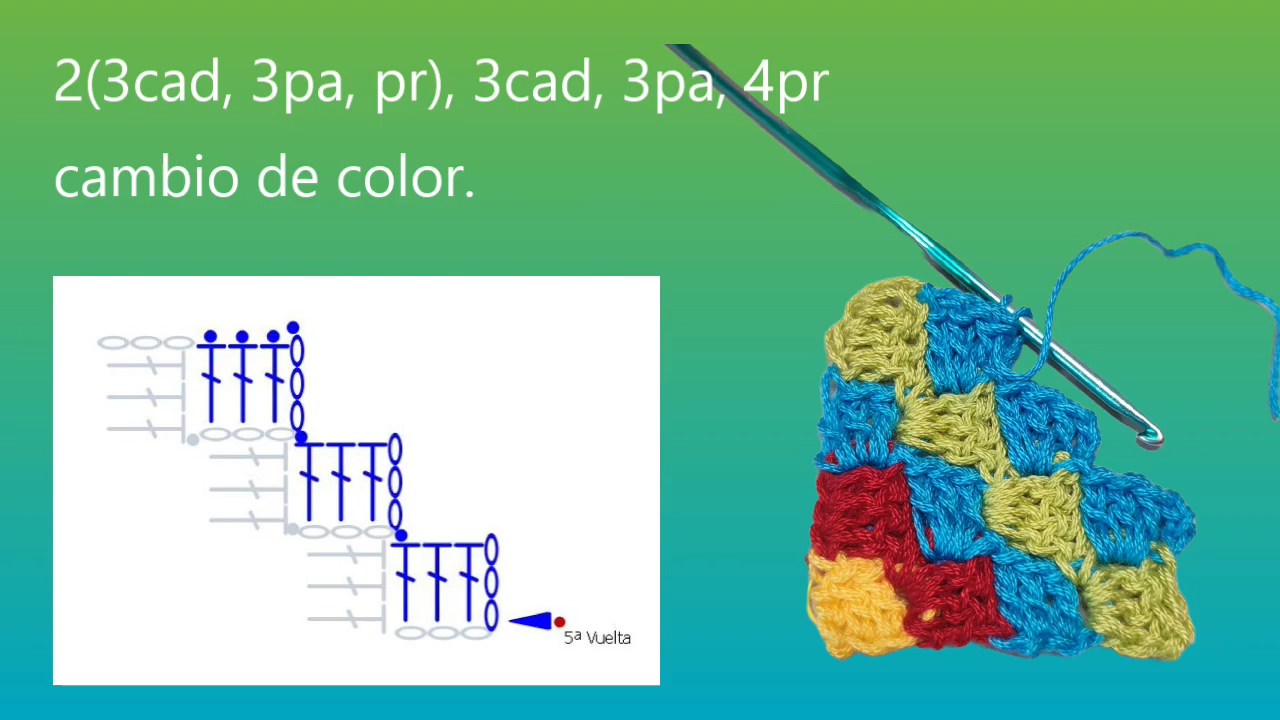 2(3cad, 3pa, pr), 3cad, 3pa, 4pr
cambio de color.
5ª Vuelta